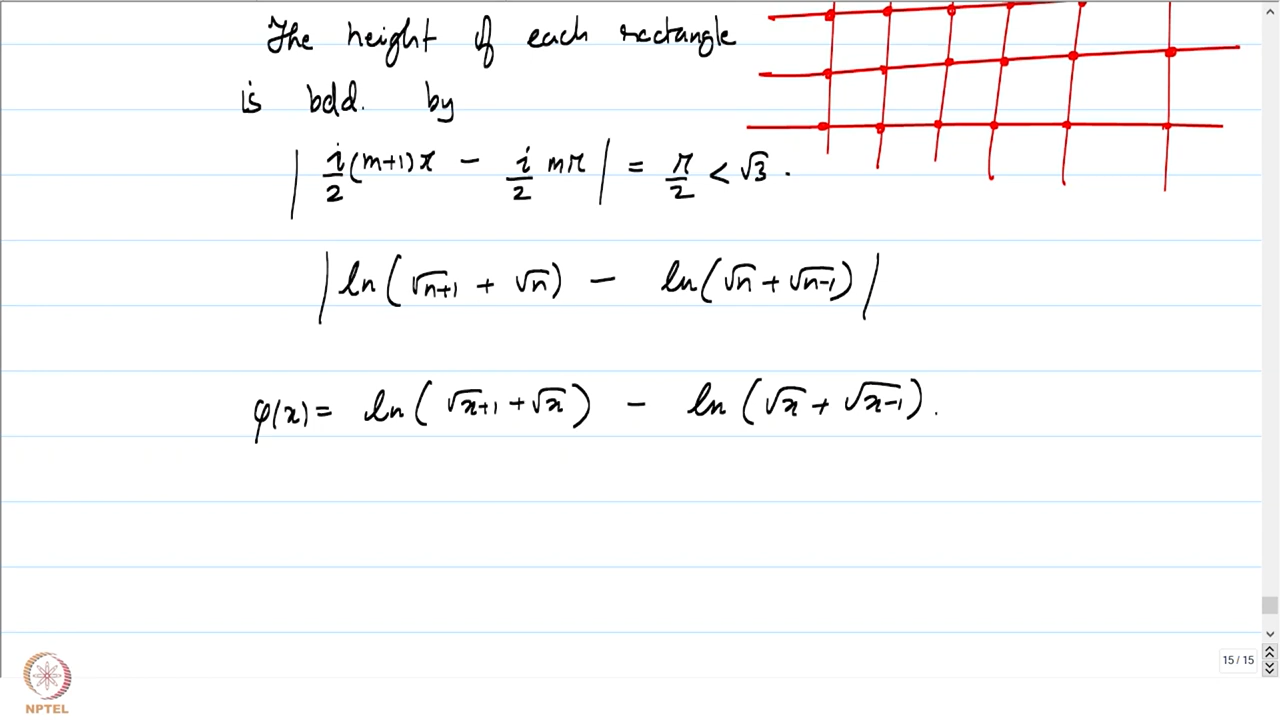 The height of each rectangle
is bdd. by
| i/2 (m+1)π − i/2 mπ | = π/2 < √3 .
| ln(√n+1 + √n) − ln(√n + √n−1) |
φ(x) = ln(√x+1 + √x) − ln(√x + √x−1).
15 / 15
NPTEL